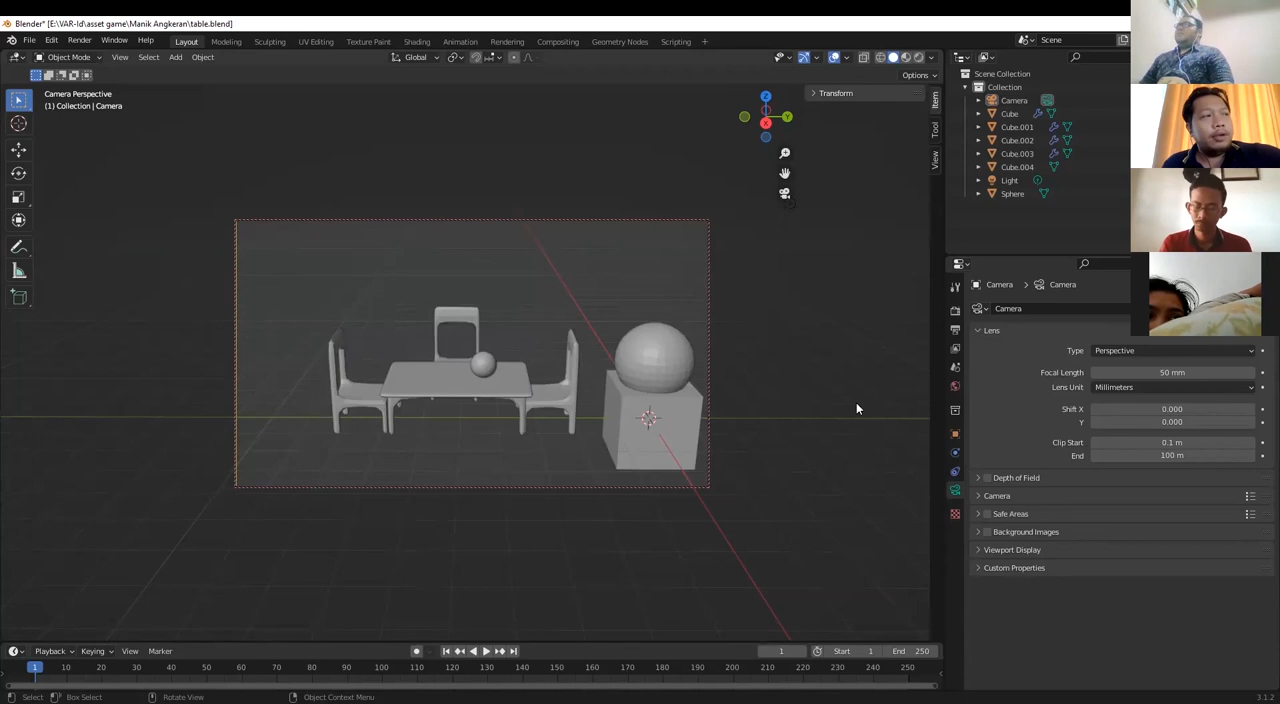 Blender* [E:\VAR-Id\asset game\Manik Angkeran\table.blend]
File Edit Render Window Help Layout Modeling Sculpting UV Editing Texture Paint Shading Animation Rendering Compositing Geometry Nodes Scripting + Scene
Object Mode View Select Add Object Global
Options
Camera Perspective
(1) Collection | Camera
Transform
Item
Tool
View
Z
Y
X
Scene Collection
Collection
Camera
Cube
Cube.001
Cube.002
Cube.003
Cube.004
Light
Sphere
Camera > Camera
Camera
Lens
Type Perspective
Focal Length 50 mm
Lens Unit Millimeters
Shift X 0.000
Y 0.000
Clip Start 0.1 m
End 100 m
Depth of Field
Camera
Safe Areas
Background Images
Viewport Display
Custom Properties
Playback Keying View Marker 1 Start 1 End 250
1 10 20 30 40 50 60 70 80 90 100 110 120 130 140 150 160 170 180 190 200 210 220 230 240 250
Select Box Select Rotate View Object Context Menu 3.1.2